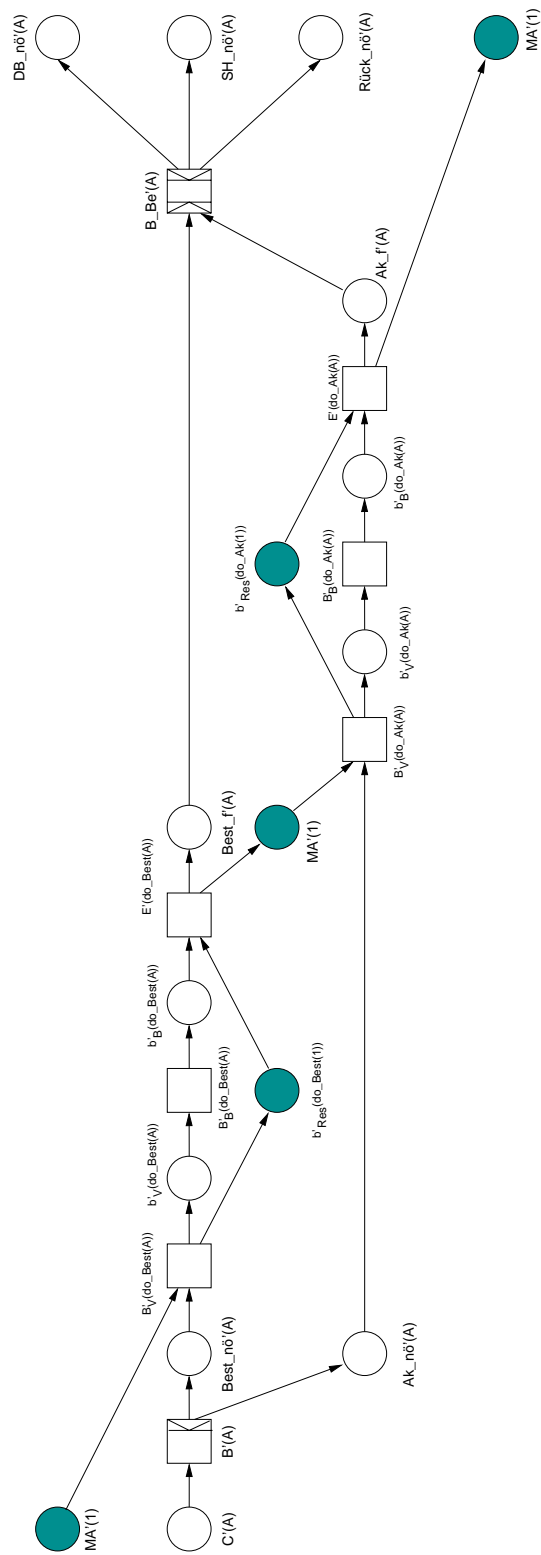 MA'(1)
C'(A)
B'(A)
Best_nö'(A)
Ak_nö'(A)
B'V(do_Best(A))
b'V(do_Best(A))
B'B(do_Best(A))
b'Res(do_Best(1))
b'B(do_Best(A))
E'(do_Best(A))
Best_f'(A)
MA'(1)
B'V(do_Ak(A))
b'V(do_Ak(A))
b'Res(do_Ak(1))
B'B(do_Ak(A))
b'B(do_Ak(A))
E'(do_Ak(A))
Ak_f'(A)
B_Be'(A)
DB_nö'(A)
SH_nö'(A)
Rück_nö'(A)
MA'(1)